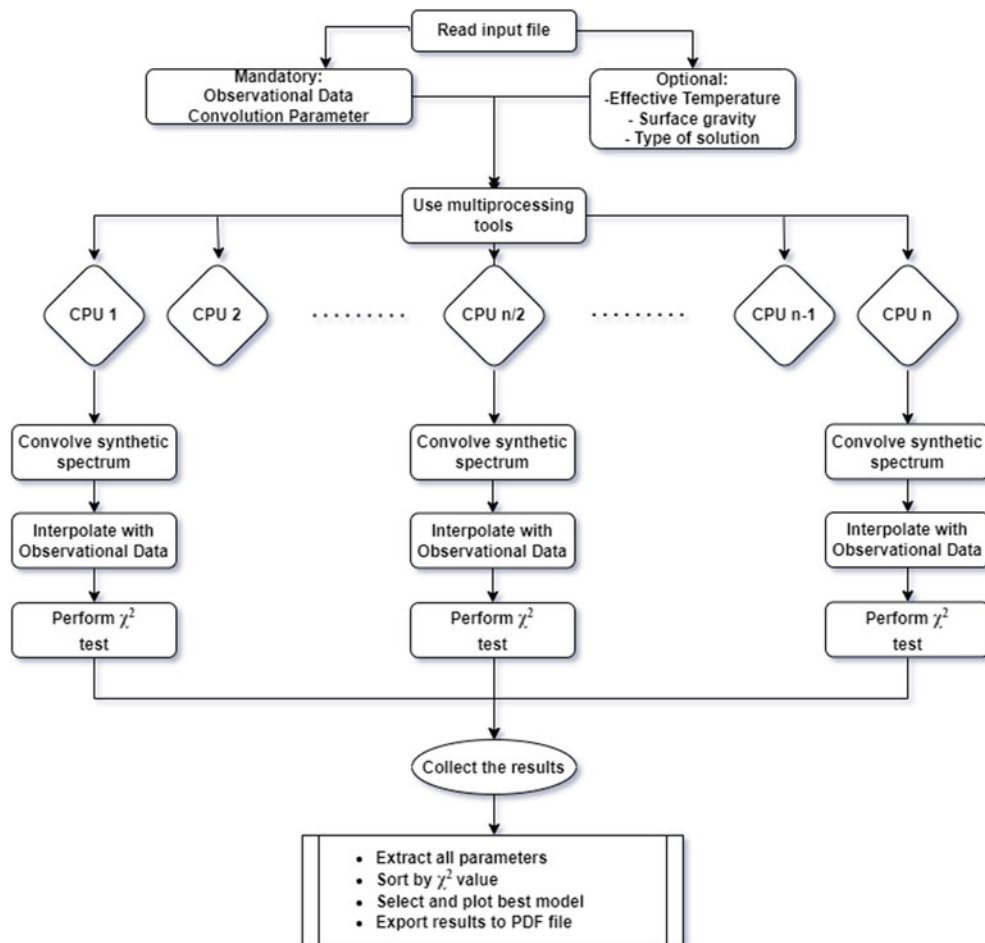 Read input file
Mandatory:
Observational Data
Convolution Parameter
Optional:
-Effective Temperature
- Surface gravity
- Type of solution
Use multiprocessing
tools
CPU 1
CPU 2
. . . . . . . . .
CPU n/2
. . . . . . . . .
CPU n-1
CPU n
Convolve synthetic
spectrum
Convolve synthetic
spectrum
Convolve synthetic
spectrum
Interpolate with
Observational Data
Interpolate with
Observational Data
Interpolate with
Observational Data
Perform χ²
test
Perform χ²
test
Perform χ²
test
Collect the results
• Extract all parameters
• Sort by χ² value
• Select and plot best model
• Export results to PDF file